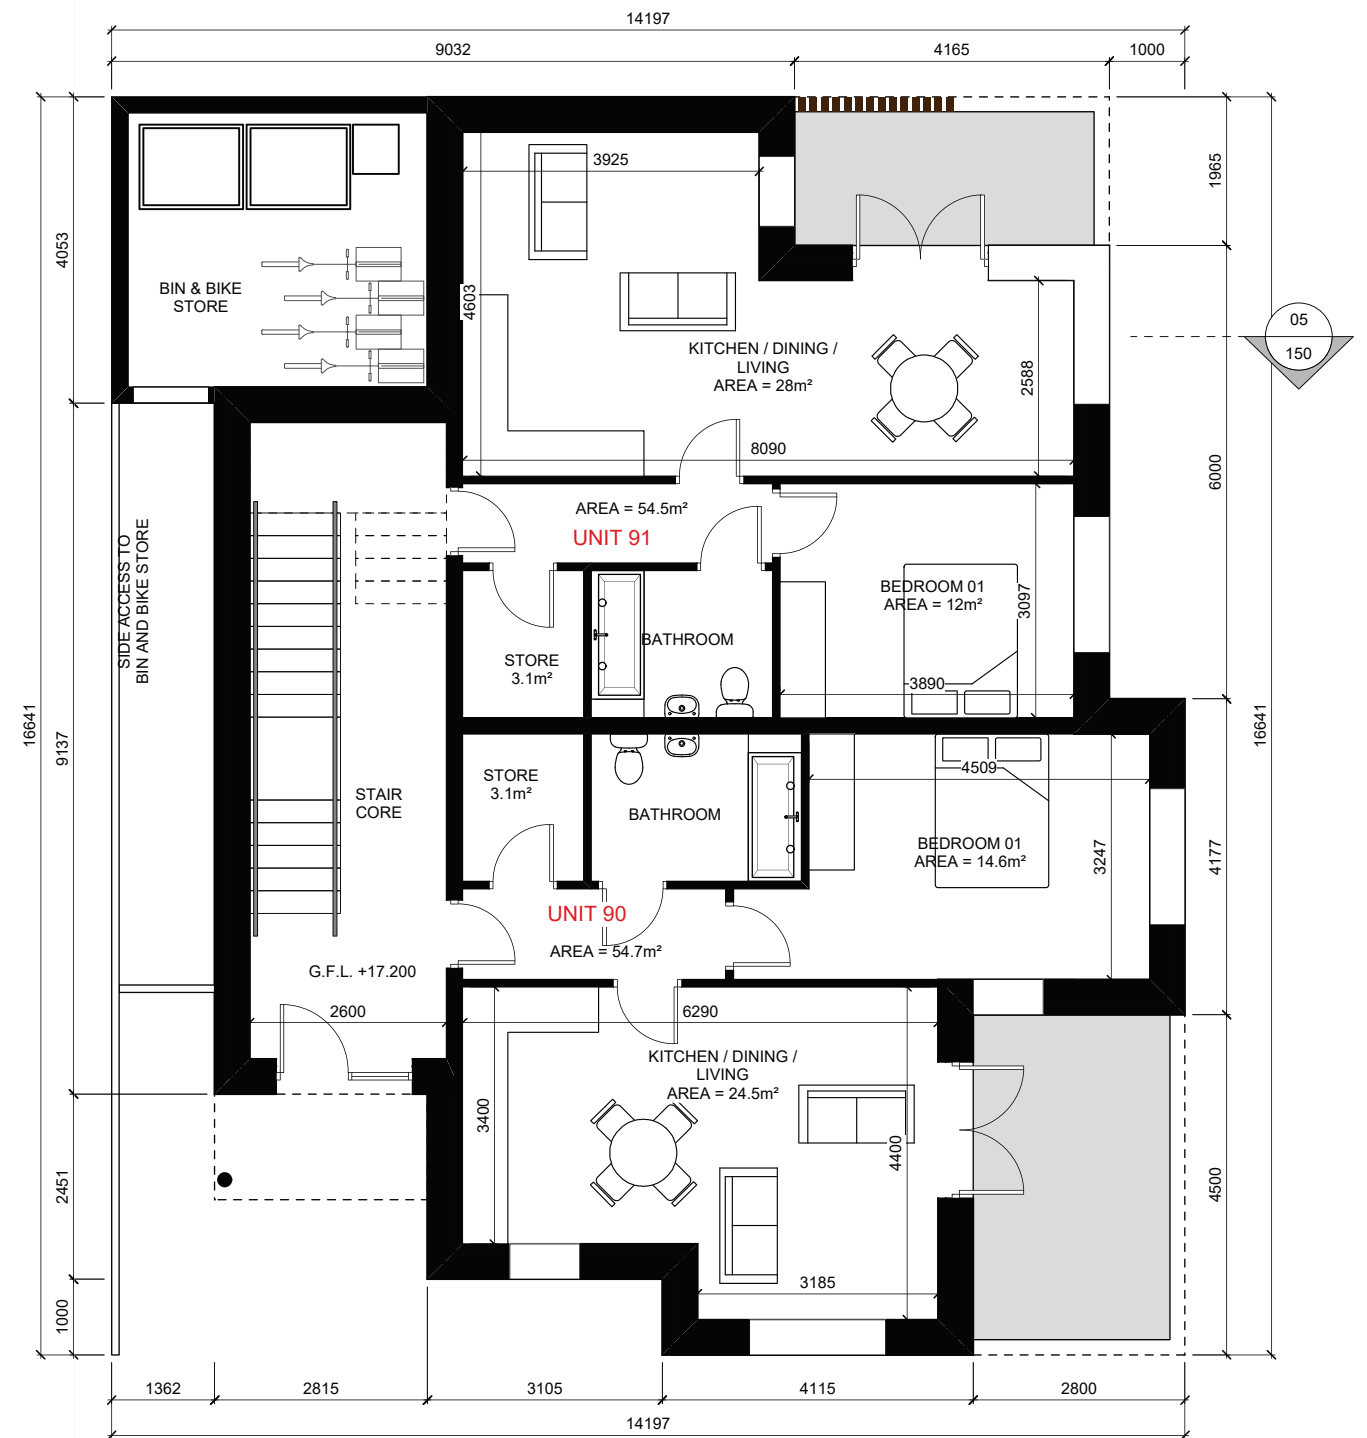 14197
9032
4165
1000
4053
9137
16641
2451
1000
1965
6000
16641
4177
4500
3925
4603
BIN & BIKE
STORE
KITCHEN / DINING /
LIVING
AREA = 28m²
2588
8090
05
150
SIDE ACCESS TO
BIN AND BIKE STORE
AREA = 54.5m²
UNIT 91
BEDROOM 01
AREA = 12m²
3097
3890
BATHROOM
STORE
3.1m²
STORE
3.1m²
BATHROOM
STAIR
CORE
4509
BEDROOM 01
AREA = 14.6m²
3247
UNIT 90
AREA = 54.7m²
G.F.L. +17.200
2600
6290
KITCHEN / DINING /
LIVING
AREA = 24.5m²
3400
4400
3185
1362
2815
3105
4115
2800
14197